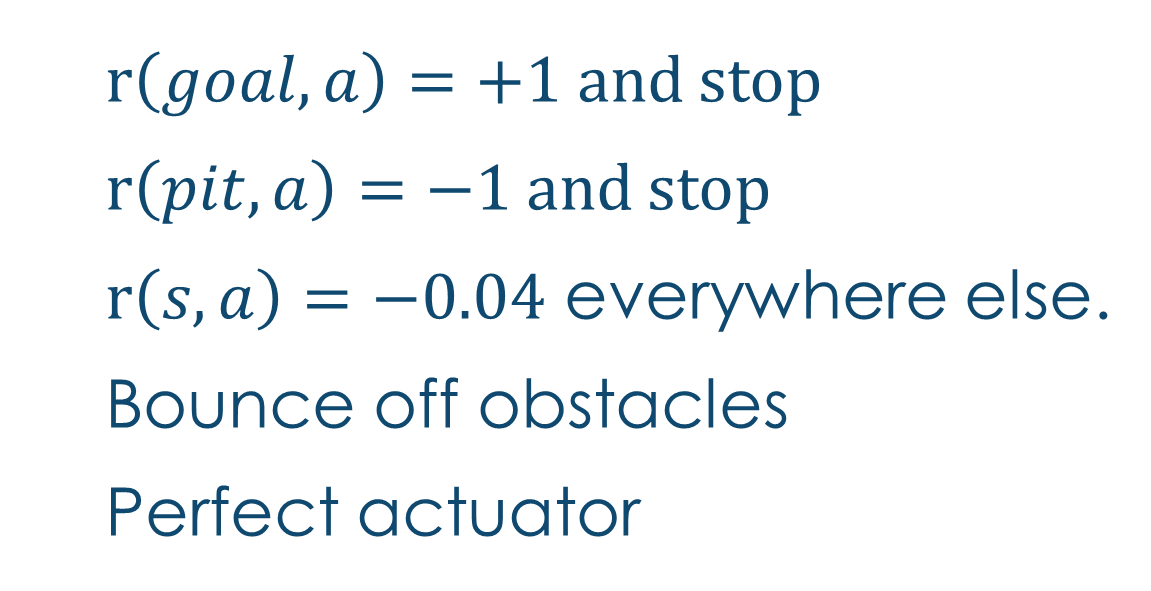 r(goal, a) = +1 and stop
r(pit, a) = −1 and stop
r(s, a) = −0.04 everywhere else.
Bounce off obstacles
Perfect actuator